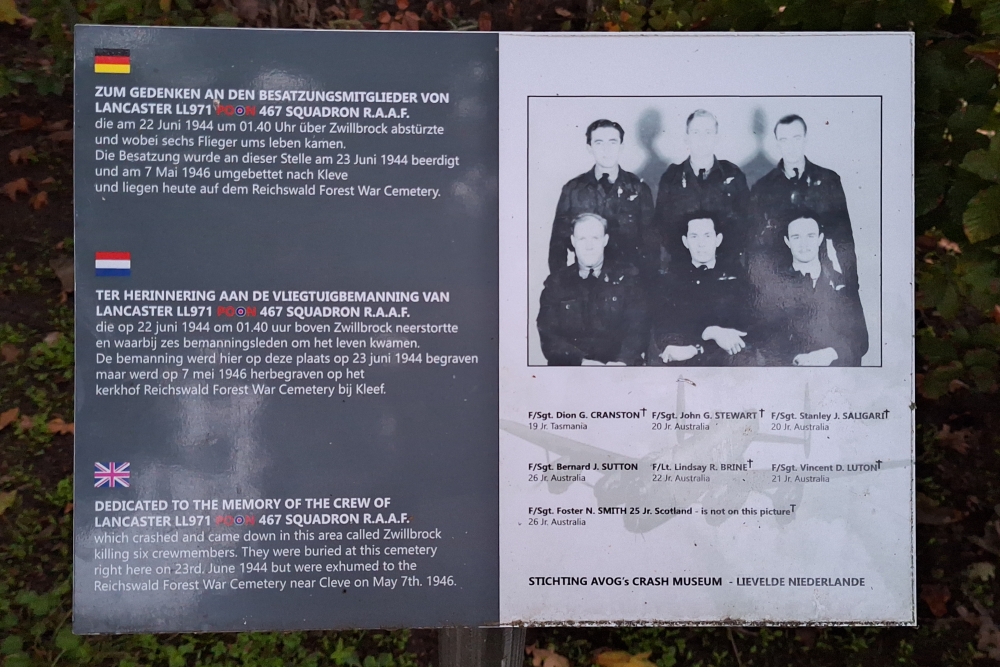 ZUM GEDENKEN AN DEN BESATZUNGSMITGLIEDER VON
LANCASTER LL971 PO◎N 467 SQUADRON R.A.A.F.
die am 22 Juni 1944 um 01.40 Uhr über Zwillbrock abstürzte
und wobei sechs Flieger ums leben kamen.
Die Besatzung wurde an dieser Stelle am 23 Juni 1944 beerdigt
und am 7 Mai 1946 umgebettet nach Kleve
und liegen heute auf dem Reichswald Forest War Cemetery.
TER HERINNERING AAN DE VLIEGTUIGBEMANNING VAN
LANCASTER LL971 PO◎N 467 SQUADRON R.A.A.F.
die op 22 juni 1944 om 01.40 uur boven Zwillbrock neerstortte
en waarbij zes bemanningsleden om het leven kwamen.
De bemanning werd hier op deze plaats op 23 juni 1944 begraven
maar werd op 7 mei 1946 herbegraven op het
kerkhof Reichswald Forest War Cemetery bij Kleef.
DEDICATED TO THE MEMORY OF THE CREW OF
LANCASTER LL971 PO◎N 467 SQUADRON R.A.A.F.
which crashed and came down in this area called Zwillbrock
killing six crewmembers. They were buried at this cemetery
right here on 23rd. June 1944 but were exhumed to the
Reichswald Forest War Cemetery near Cleve on May 7th. 1946.
F/Sgt. Dion G. CRANSTON† F/Sgt. John G. STEWART† F/Sgt. Stanley J. SALIGARI†
19 Jr. Tasmania 20 Jr. Australia 20 Jr. Australia
F/Sgt. Bernard J. SUTTON F/Lt. Lindsay R. BRINE† F/Sgt. Vincent D. LUTON†
26 Jr. Australia 22 Jr. Australia 21 Jr. Australia
F/Sgt. Foster N. SMITH 25 Jr. Scotland - is not on this picture†
26 Jr. Australia
STICHTING AVOG's CRASH MUSEUM - LIEVELDE NIEDERLANDE